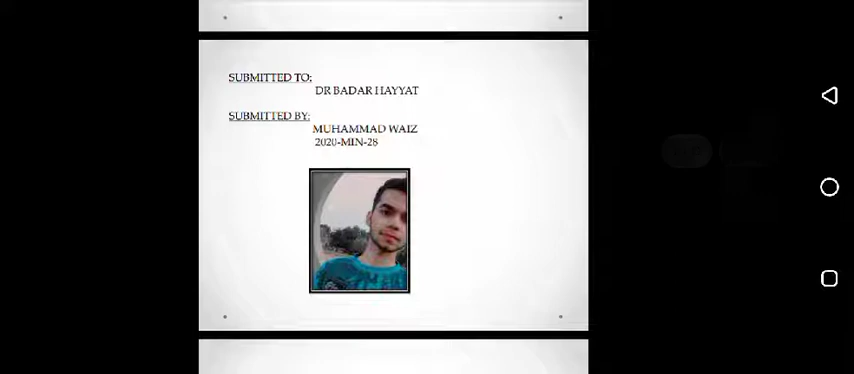 SUBMITTED TO:
DR BADAR HAYYAT
SUBMITTED BY:
MUHAMMAD WAIZ
2020-MIN-28